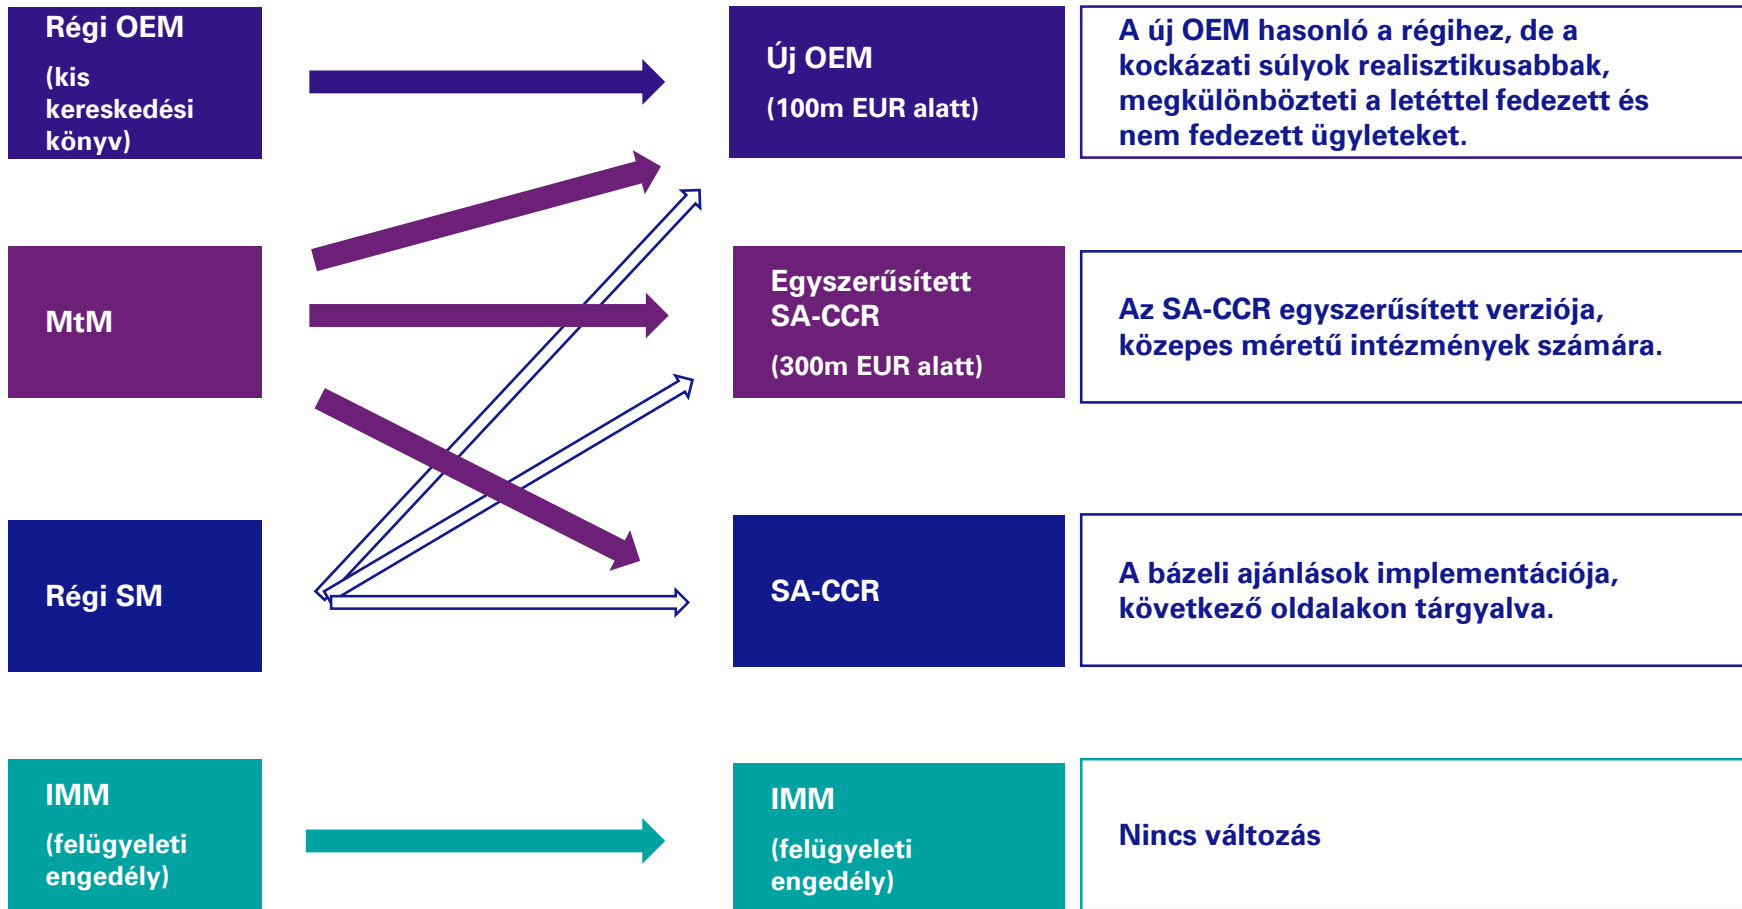 Régi OEM
(kis
kereskedési
könyv)
Új OEM
(100m EUR alatt)
A új OEM hasonló a régihez, de a
kockázati súlyok realisztikusabbak,
megkülönbözteti a letéttel fedezett és
nem fedezett ügyleteket.
MtM
Egyszerűsített
SA-CCR
(300m EUR alatt)
Az SA-CCR egyszerűsített verziója,
közepes méretű intézmények számára.
Régi SM
SA-CCR
A bázeli ajánlások implementációja,
következő oldalakon tárgyalva.
IMM
(felügyeleti
engedély)
IMM
(felügyeleti
engedély)
Nincs változás